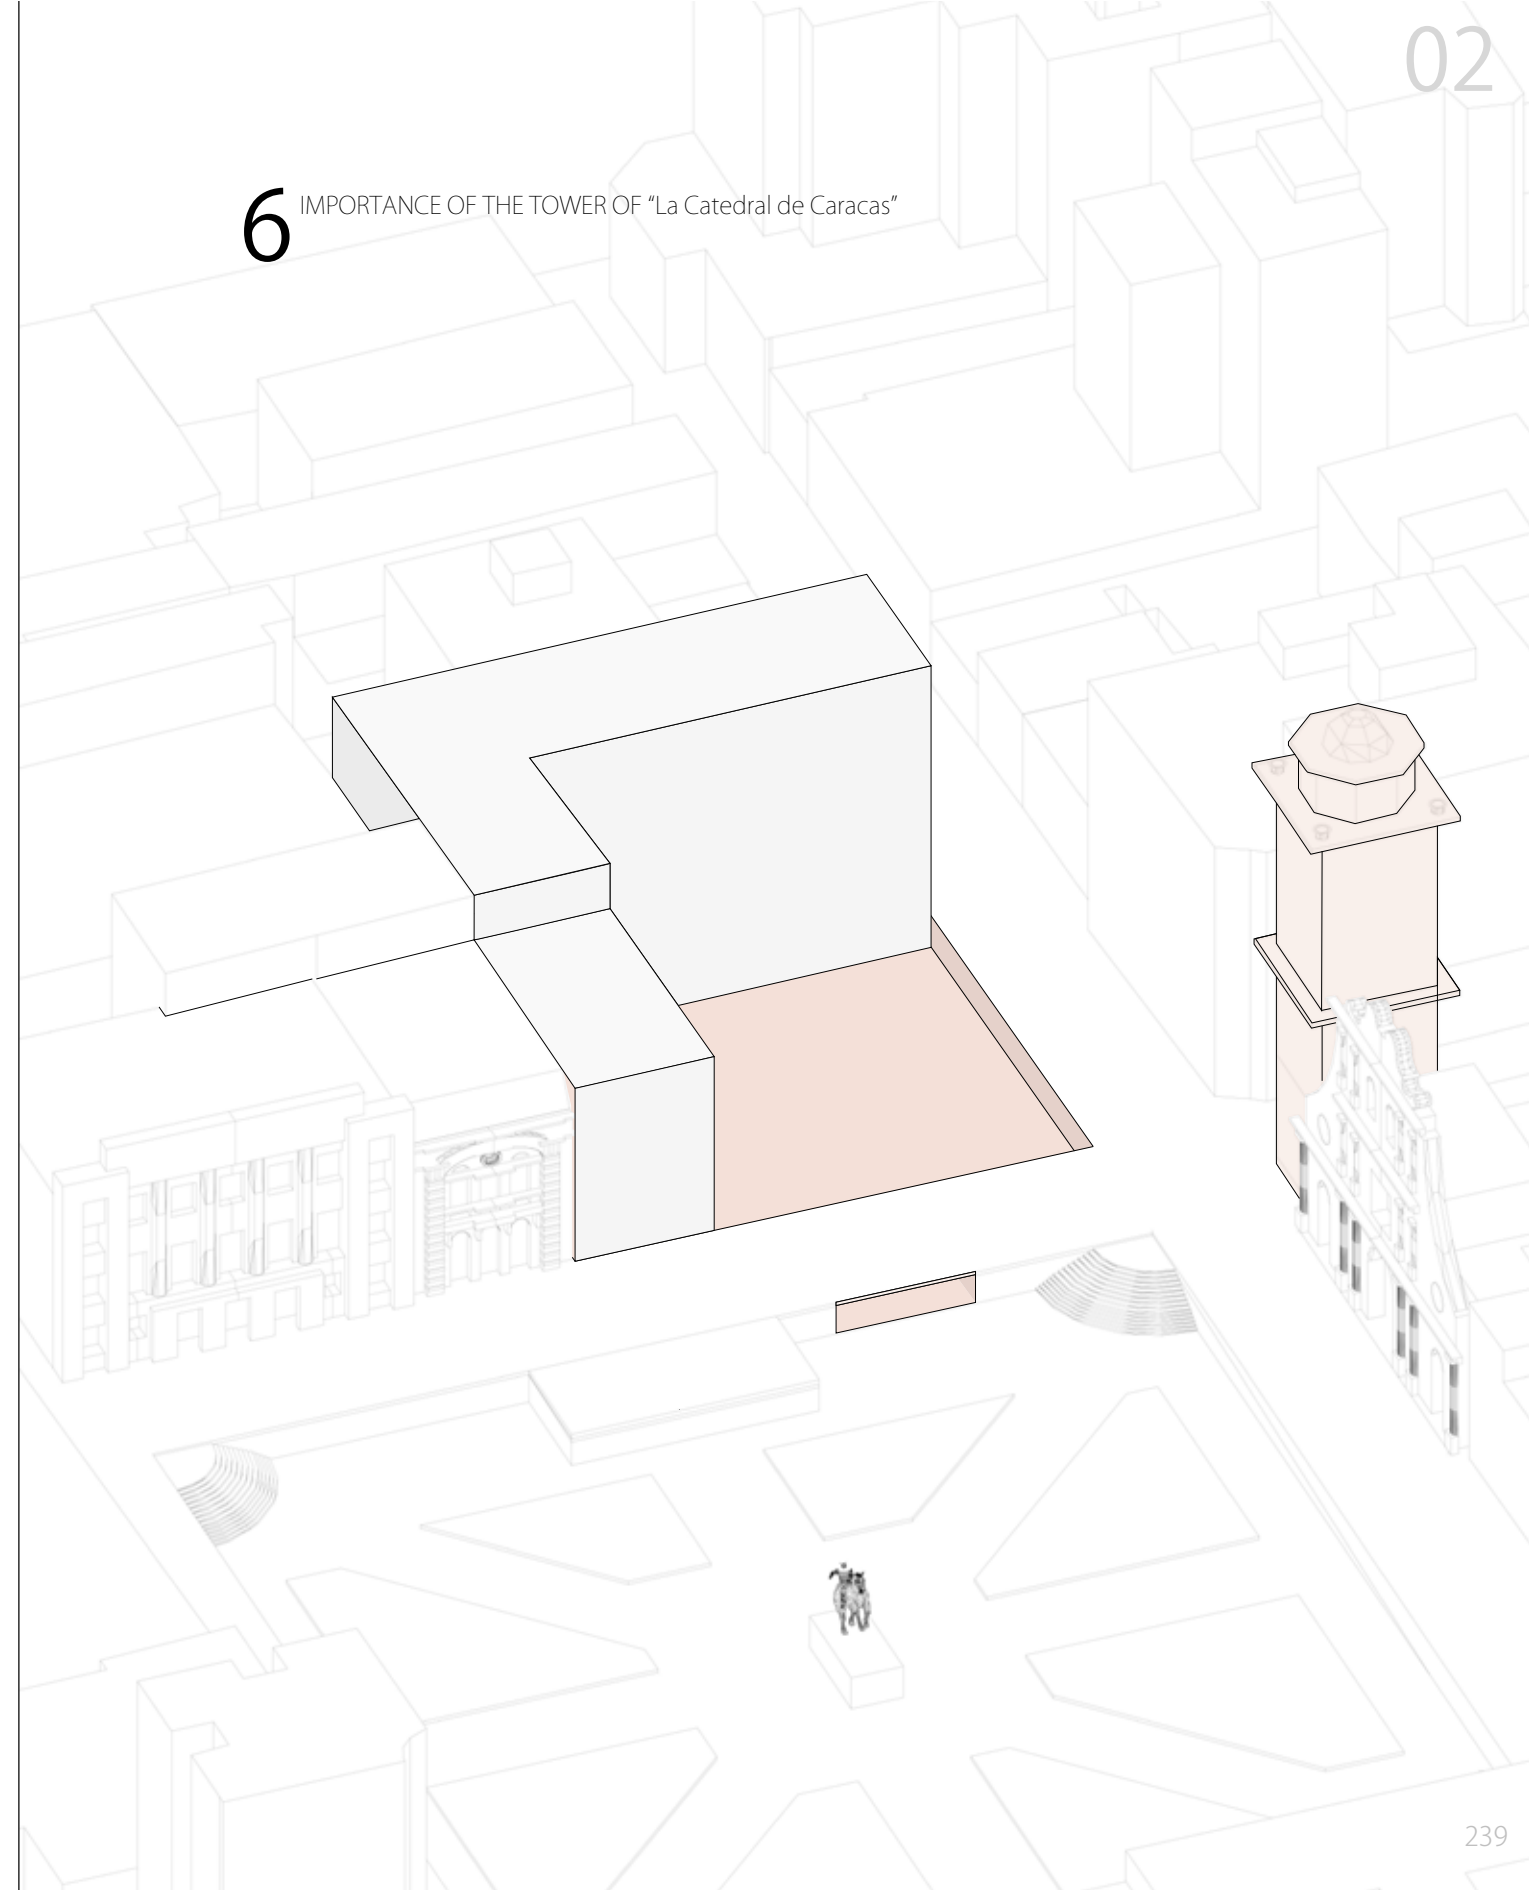 02
6 IMPORTANCE OF THE TOWER OF “La Catedral de Caracas”
239